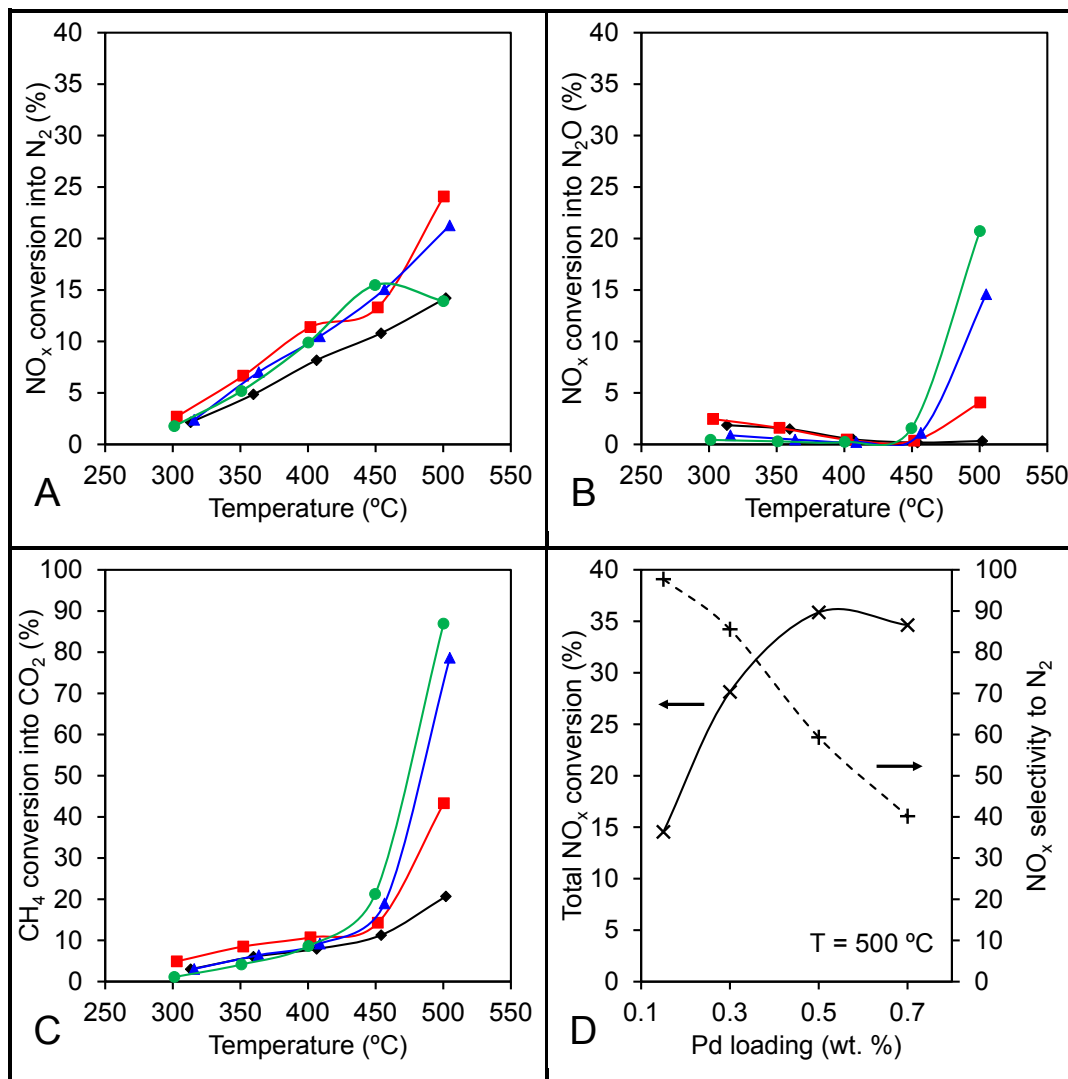 40
35
30
25
20
15
10
5
0
NOₓ conversion into N₂ (%)
250 300 350 400 450 500 550
Temperature (ºC)
A
40
35
30
25
20
15
10
5
0
NOₓ conversion into N₂O (%)
250 300 350 400 450 500 550
Temperature (ºC)
B
100
90
80
70
60
50
40
30
20
10
0
CH₄ conversion into CO₂ (%)
250 300 350 400 450 500 550
Temperature (ºC)
C
40
35
30
25
20
15
10
5
0
Total NOₓ conversion (%)
100
90
80
70
60
50
40
30
20
10
0
NOₓ selectivity to N₂
T = 500 ºC
0.1 0.3 0.5 0.7
Pd loading (wt. %)
D